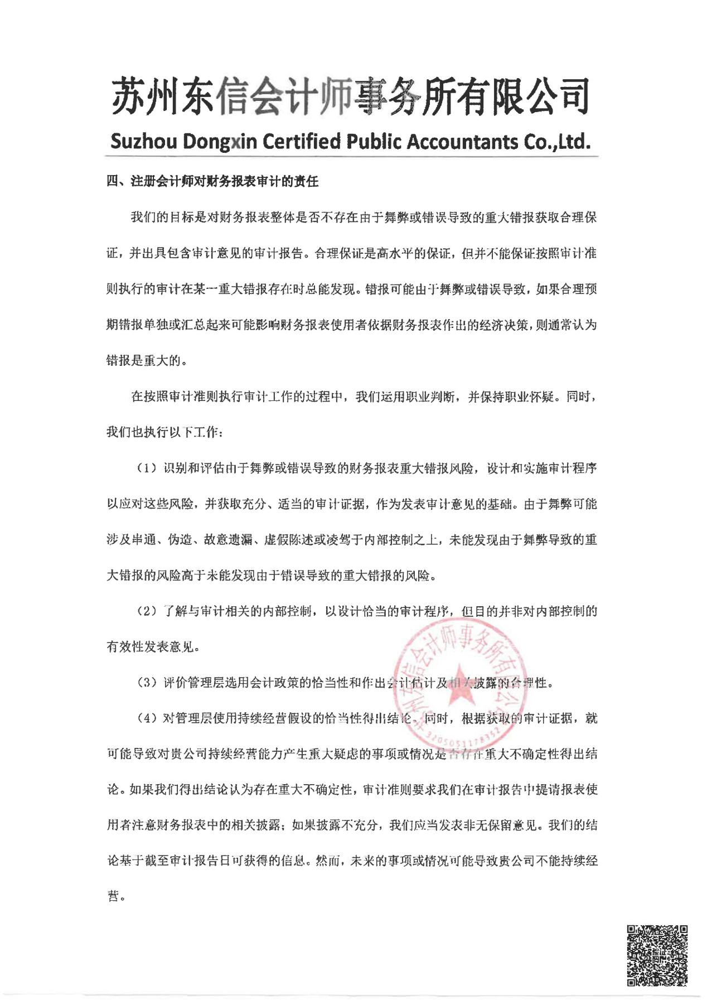 苏州东信会计师事务所有限公司
Suzhou Dongxin Certified Public Accountants Co.,Ltd.
四、注册会计师对财务报表审计的责任
我们的目标是对财务报表整体是否不存在由于舞弊或错误导致的重大错报获取合理保
证，并出具包含审计意见的审计报告。合理保证是高水平的保证，但并不能保证按照审计准
则执行的审计在某一重大错报存在时总能发现。错报可能由于舞弊或错误导致，如果合理预
期错报单独或汇总起来可能影响财务报表使用者依据财务报表作出的经济决策，则通常认为
错报是重大的。
在按照审计准则执行审计工作的过程中，我们运用职业判断，并保持职业怀疑。同时，
我们也执行以下工作：
（1）识别和评估由于舞弊或错误导致的财务报表重大错报风险，设计和实施审计程序
以应对这些风险，并获取充分、适当的审计证据，作为发表审计意见的基础。由于舞弊可能
涉及串通、伪造、故意遗漏、虚假陈述或凌驾于内部控制之上，未能发现由于舞弊导致的重
大错报的风险高于未能发现由于错误导致的重大错报的风险。
（2）了解与审计相关的内部控制，以设计恰当的审计程序，但目的并非对内部控制的
有效性发表意见。
（3）评价管理层选用会计政策的恰当性和作出会计估计及相关披露的合理性。
（4）对管理层使用持续经营假设的恰当性得出结论。同时，根据获取的审计证据，就
可能导致对贵公司持续经营能力产生重大疑虑的事项或情况是否存在重大不确定性得出结
论。如果我们得出结论认为存在重大不确定性，审计准则要求我们在审计报告中提请报表使
用者注意财务报表中的相关披露；如果披露不充分，我们应当发表非无保留意见。我们的结
论基于截至审计报告日可获得的信息。然而，未来的事项或情况可能导致贵公司不能持续经
营。
苏州东信会计师事务所有限公司
3205051178352
验证码